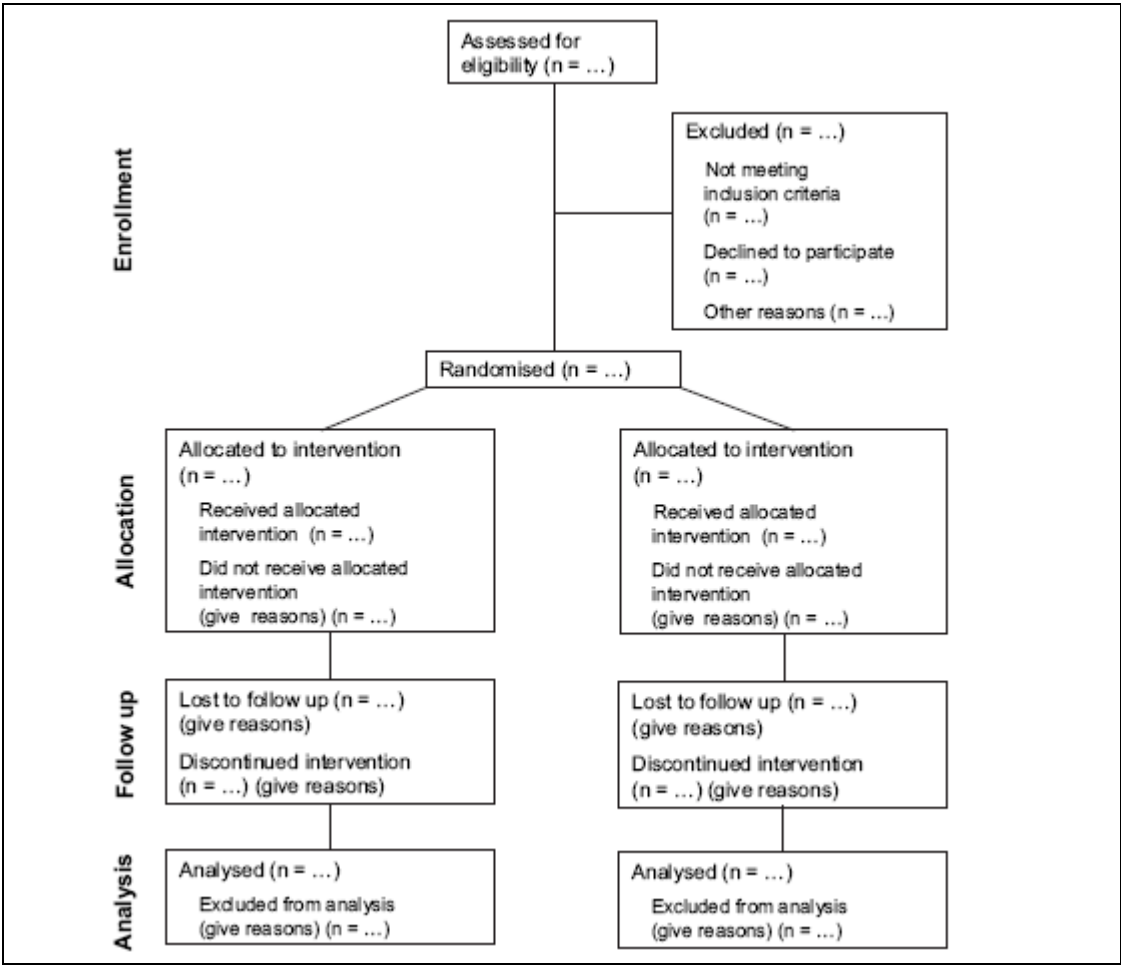 Assessed for
eligibility (n = …)
Enrollment
Excluded (n = …)
Not meeting
inclusion criteria
(n = …)
Declined to participate
(n = …)
Other reasons (n = …)
Randomised (n = …)
Allocation
Allocated to intervention
(n = …)
Received allocated
intervention (n = …)
Did not receive allocated
intervention
(give reasons) (n = …)
Allocated to intervention
(n = …)
Received allocated
intervention (n = …)
Did not receive allocated
intervention
(give reasons) (n = …)
Follow up
Lost to follow up (n = …)
(give reasons)
Discontinued intervention
(n = …) (give reasons)
Lost to follow up (n = …)
(give reasons)
Discontinued intervention
(n = …) (give reasons)
Analysis
Analysed (n = …)
Excluded from analysis
(give reasons) (n = …)
Analysed (n = …)
Excluded from analysis
(give reasons) (n = …)